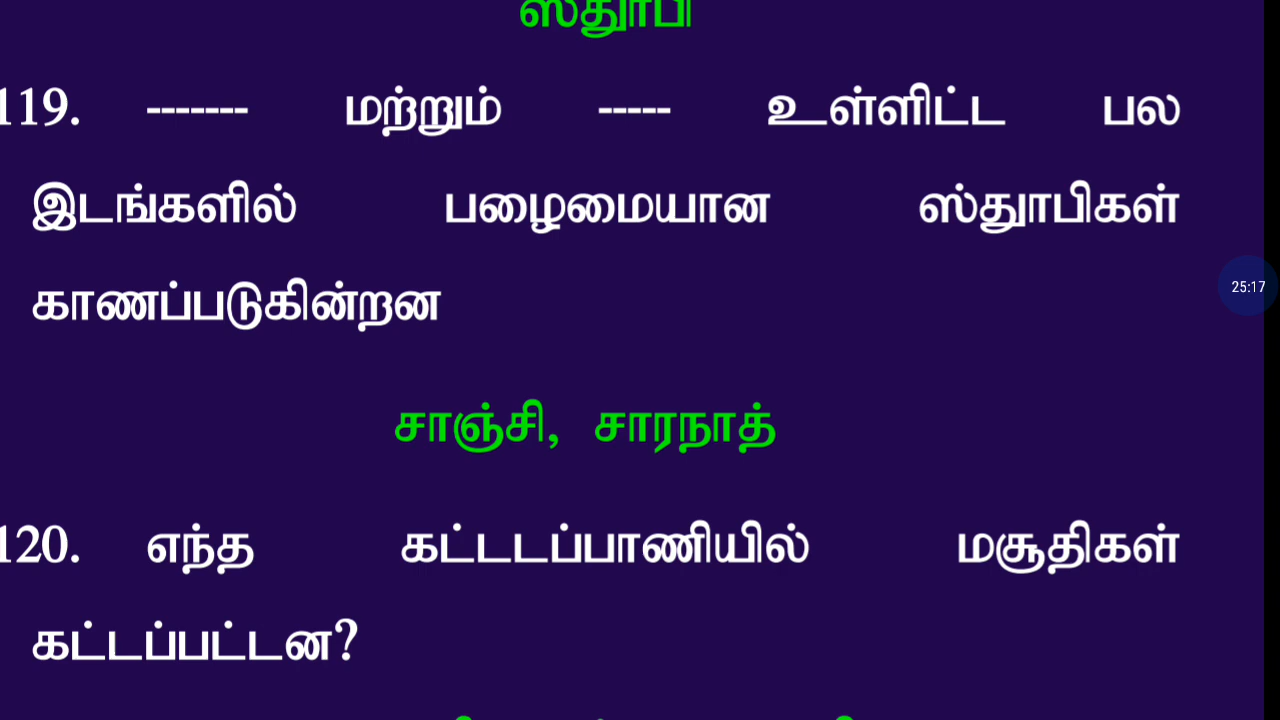 ஸ்தூபி
119. ------- மற்றும் ----- உள்ளிட்ட பல
இடங்களில் பழைமையான ஸ்தூபிகள்
காணப்படுகின்றன
25:17
சாஞ்சி, சாரநாத்
120. எந்த கட்டடப்பாணியில் மசூதிகள்
கட்டப்பட்டன?